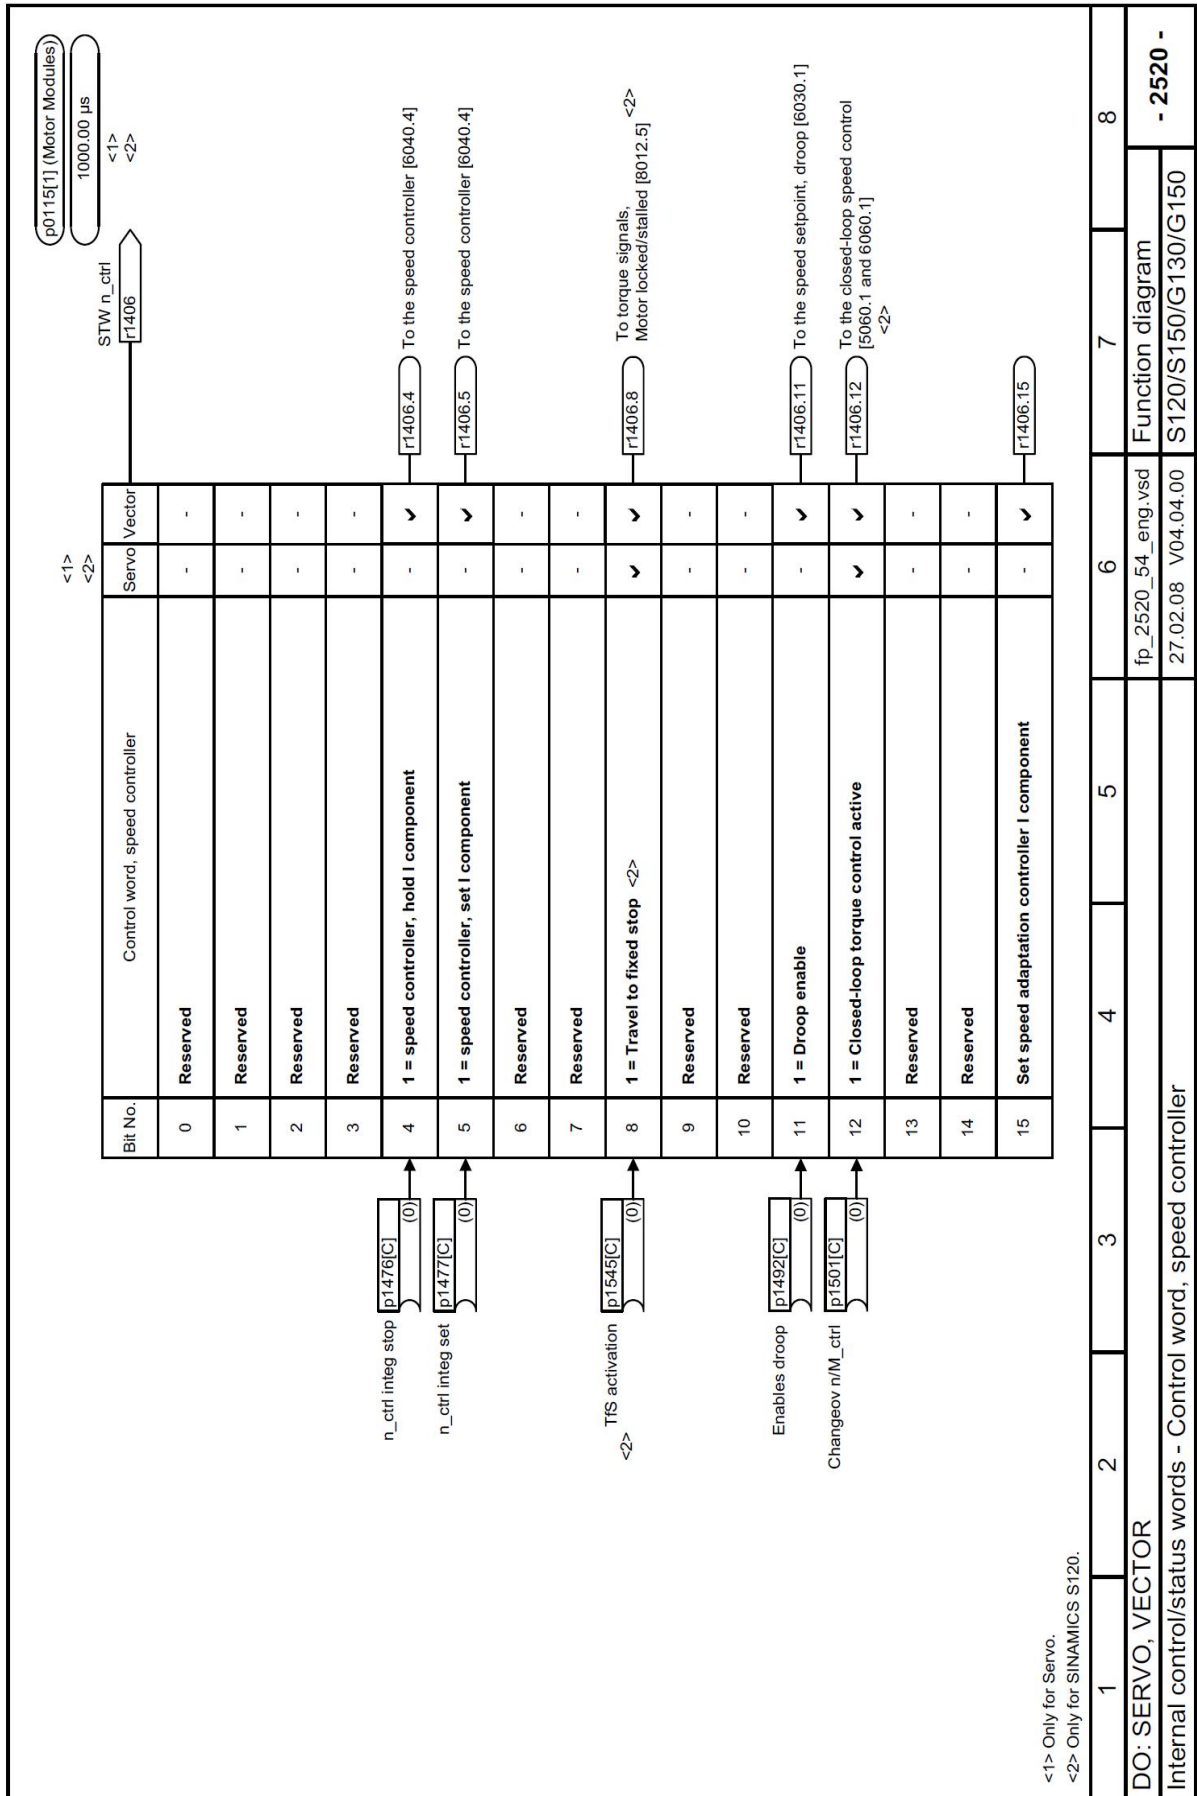 p0115[1] (Motor Modules)
1000.00 µs
<1>
<2>
STW n_ctrl
r1406
<1>
<2>
Bit No. Control word, speed controller Servo Vector
0 Reserved - -
1 Reserved - -
2 Reserved - -
3 Reserved - -
n_ctrl integ stop p1476[C] (0) 4 1 = speed controller, hold I component - ✓ r1406.4 To the speed controller [6040.4]
n_ctrl integ set p1477[C] (0) 5 1 = speed controller, set I component - ✓ r1406.5 To the speed controller [6040.4]
6 Reserved - -
7 Reserved - -
TfS activation p1545[C] (0) 8 1 = Travel to fixed stop <2> ✓ ✓ r1406.8 To torque signals,
<2>
Motor locked/stalled [8012.5] <2>
9 Reserved - -
10 Reserved - -
Enables droop p1492[C] (0) 11 1 = Droop enable - ✓ r1406.11 To the speed setpoint, droop [6030.1]
Changeov n/M_ctrl p1501[C] (0) 12 1 = Closed-loop torque control active ✓ ✓ r1406.12 To the closed-loop speed control
[5060.1 and 6060.1]
<2>
13 Reserved - -
14 Reserved - -
15 Set speed adaptation controller I component - ✓ r1406.15
<1> Only for Servo.
<2> Only for SINAMICS S120.
1 2 3 4 5 6 7 8
DO: SERVO, VECTOR fp_2520_54_eng.vsd Function diagram - 2520 -
Internal control/status words - Control word, speed controller 27.02.08 V04.04.00 S120/S150/G130/G150